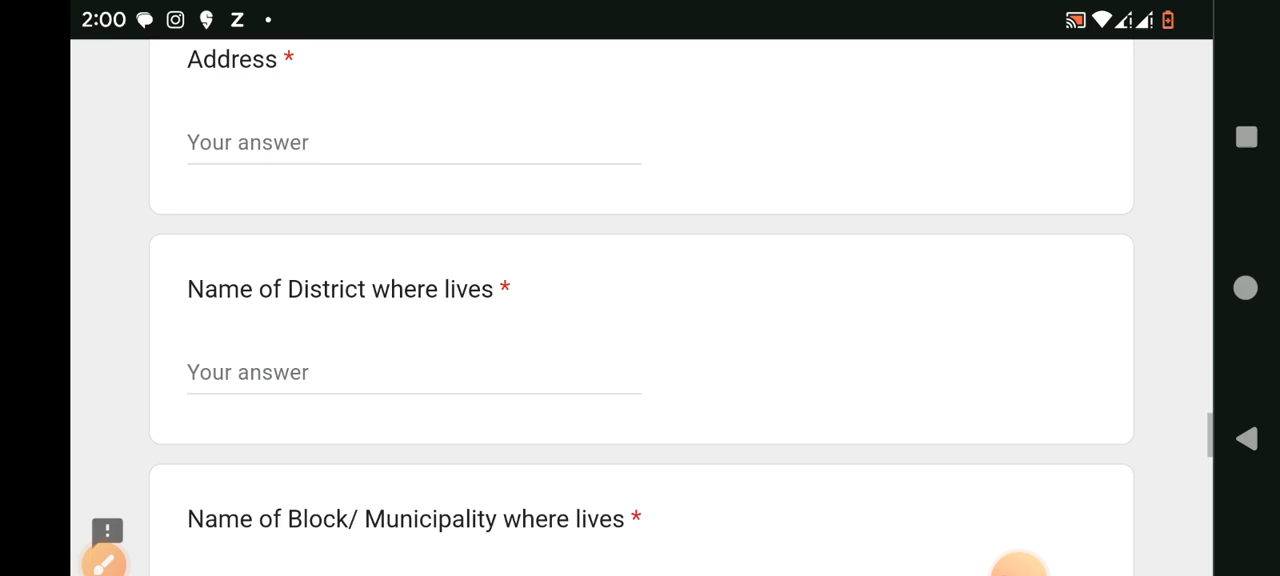 2:00 Z
Address *
Your answer
Name of District where lives *
Your answer
Name of Block/ Municipality where lives *